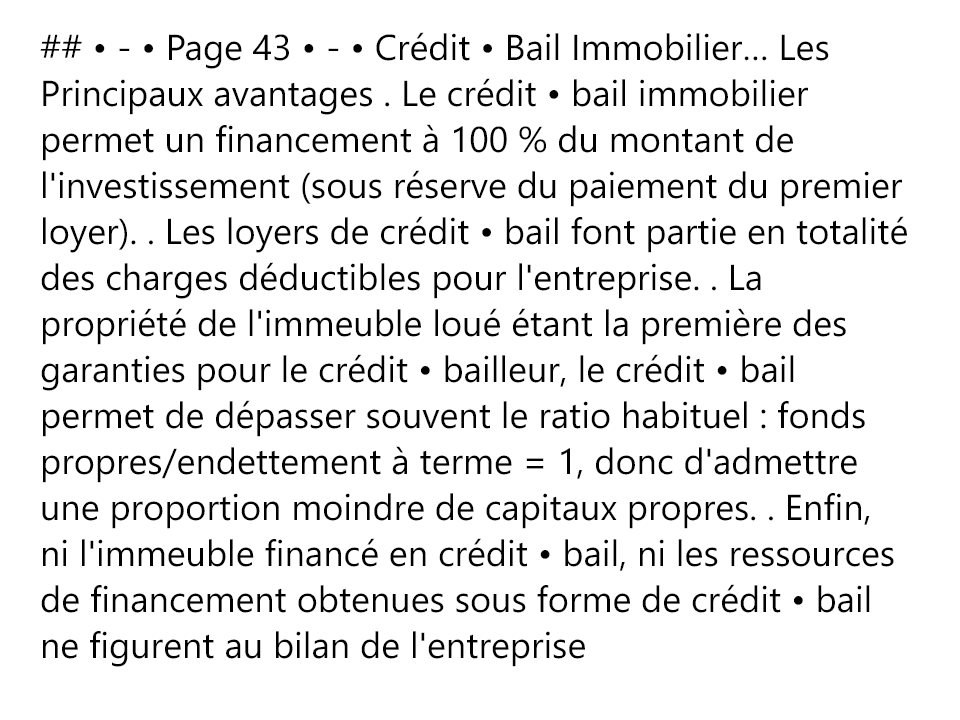 ## • - • Page 43 • - • Crédit • Bail Immobilier... Les
Principaux avantages . Le crédit • bail immobilier
permet un financement à 100 % du montant de
l'investissement (sous réserve du paiement du premier
loyer). . Les loyers de crédit • bail font partie en totalité
des charges déductibles pour l'entreprise. . La
propriété de l'immeuble loué étant la première des
garanties pour le crédit • bailleur, le crédit • bail
permet de dépasser souvent le ratio habituel : fonds
propres/endettement à terme = 1, donc d'admettre
une proportion moindre de capitaux propres. . Enfin,
ni l'immeuble financé en crédit • bail, ni les ressources
de financement obtenues sous forme de crédit • bail
ne figurent au bilan de l'entreprise